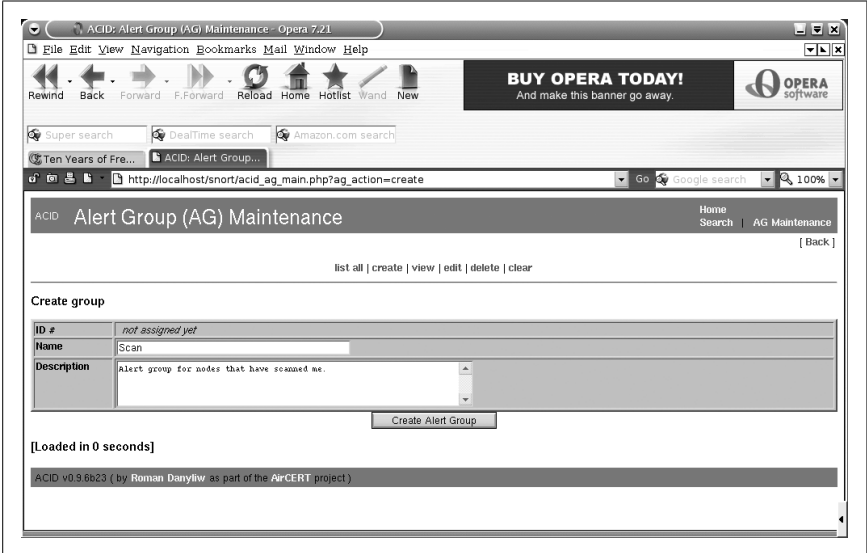 ACID: Alert Group (AG) Maintenance - Opera 7.21
File Edit View Navigation Bookmarks Mail Window Help
Rewind Back Forward F.Forward Reload Home Hotlist Wand New
BUY OPERA TODAY!
And make this banner go away.
OPERA
software
Super search DealTime search Amazon.com search
Ten Years of Fre... ACID: Alert Group...
http://localhost/snort/acid_ag_main.php?ag_action=create Go Google search 100%
ACID Alert Group (AG) Maintenance
Home
Search | AG Maintenance
[ Back ]
list all | create | view | edit | delete | clear
Create group
ID # not assigned yet
Name Scan
Description Alert group for nodes that have scanned me.
Create Alert Group
[Loaded in 0 seconds]
ACID v0.9.6b23 ( by Roman Danyliw as part of the AirCERT project )